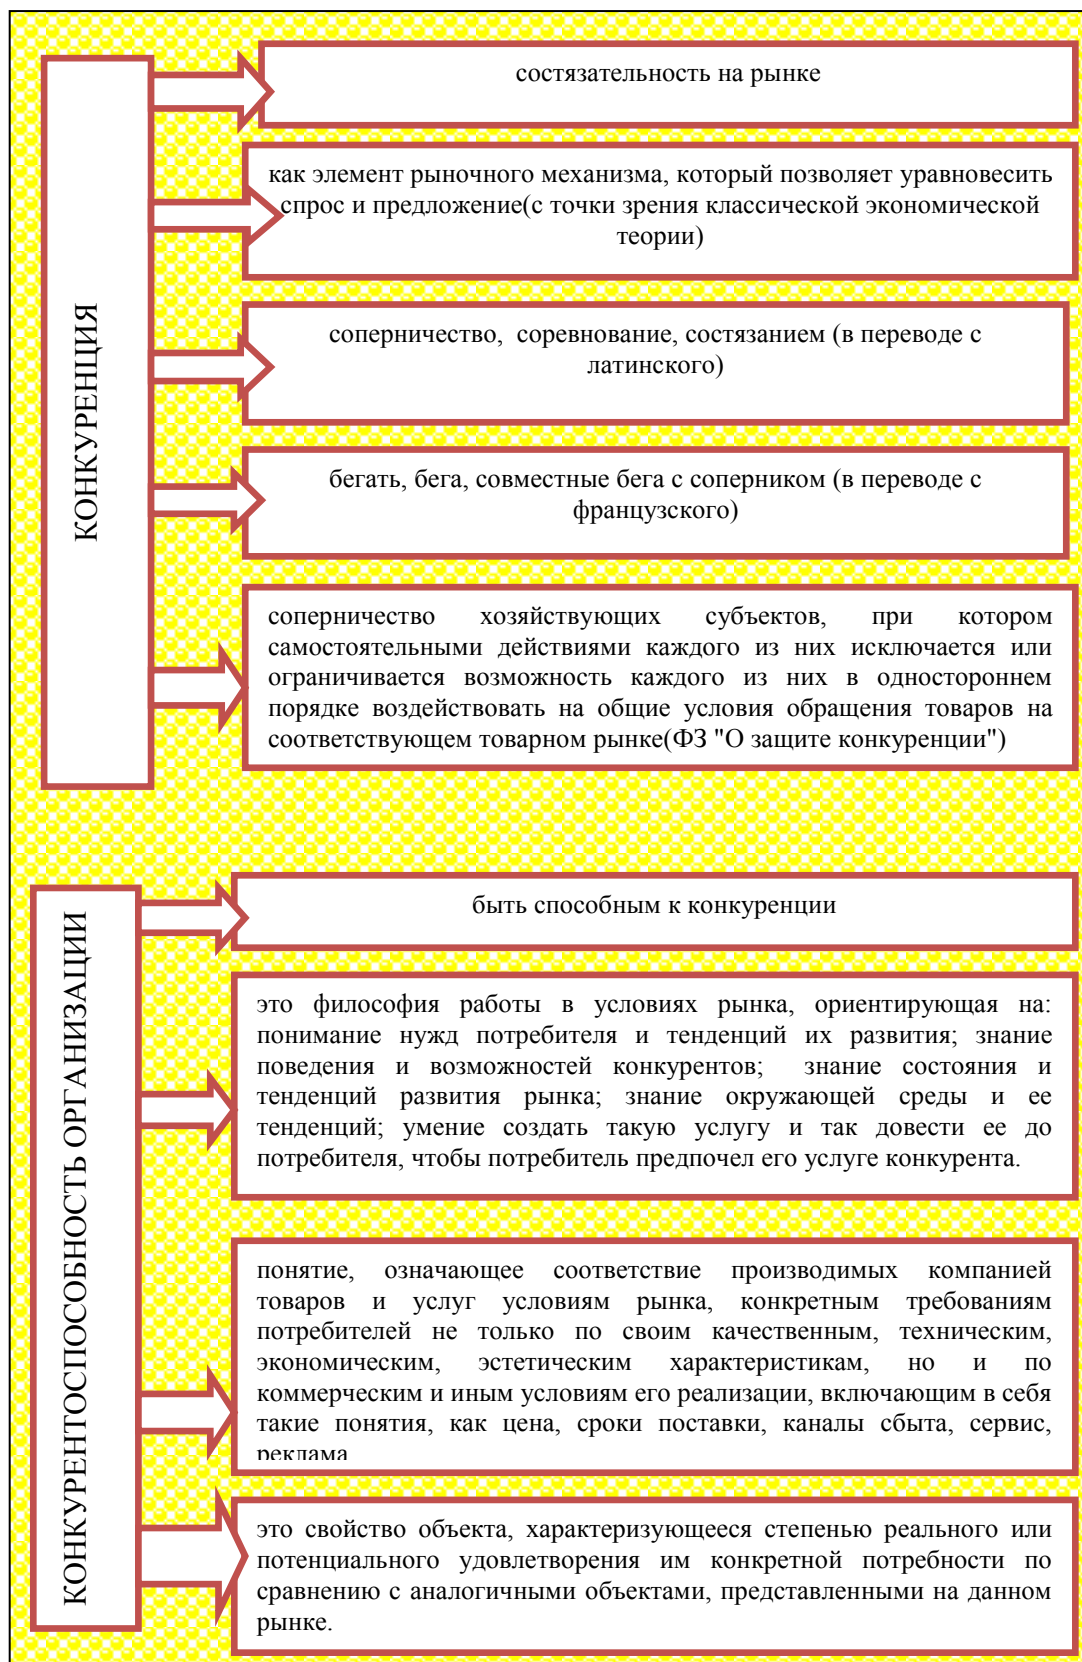 КОНКУРЕНЦИЯ
состязательность на рынке
как элемент рыночного механизма, который позволяет уравновесить
спрос и предложение(с точки зрения классической экономической
теории)
соперничество, соревнование, состязанием (в переводе с
латинского)
бегать, бега, совместные бега с соперником (в переводе с
французского)
соперничество хозяйствующих субъектов, при котором
самостоятельными действиями каждого из них исключается или
ограничивается возможность каждого из них в одностороннем
порядке воздействовать на общие условия обращения товаров на
соответствующем товарном рынке(ФЗ "О защите конкуренции")
КОНКУРЕНТОСПОСОБНОСТЬ ОРГАНИЗАЦИИ
быть способным к конкуренции
это философия работы в условиях рынка, ориентирующая на:
понимание нужд потребителя и тенденций их развития; знание
поведения и возможностей конкурентов; знание состояния и
тенденций развития рынка; знание окружающей среды и ее
тенденций; умение создать такую услугу и так довести ее до
потребителя, чтобы потребитель предпочел его услуге конкурента.
понятие, означающее соответствие производимых компанией
товаров и услуг условиям рынка, конкретным требованиям
потребителей не только по своим качественным, техническим,
экономическим, эстетическим характеристикам, но и по
коммерческим и иным условиям его реализации, включающим в себя
такие понятия, как цена, сроки поставки, каналы сбыта, сервис,
реклама
это свойство объекта, характеризующееся степенью реального или
потенциального удовлетворения им конкретной потребности по
сравнению с аналогичными объектами, представленными на данном
рынке.